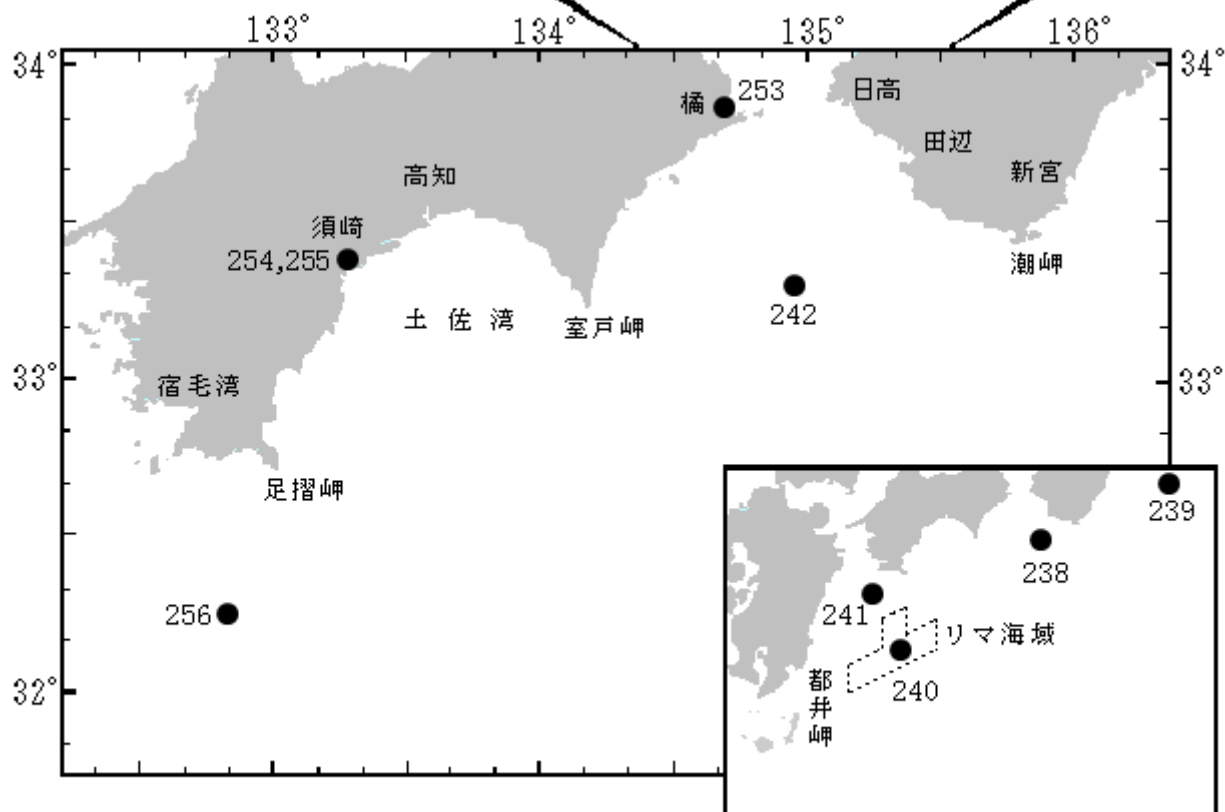 133° 134° 135° 136°
34° 34°
253
橘
日高
田辺
高知
新宮
須崎
254,255
潮岬
土佐湾
室戸岬
242
33° 33°
宿毛湾
足摺岬
239
238
241
リマ海域
256
240
32°
都井岬